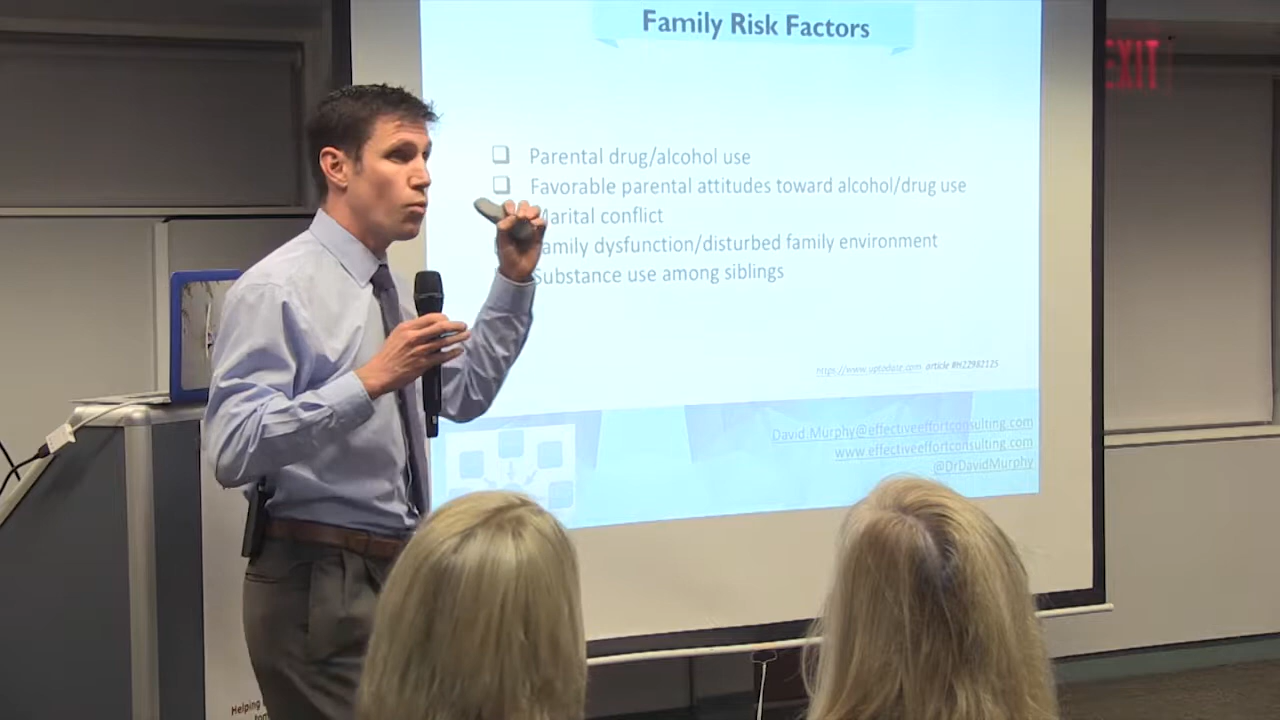 Family Risk Factors
EXIT
Parental drug/alcohol use
Favorable parental attitudes toward alcohol/drug use
Marital conflict
Family dysfunction/disturbed family environment
Substance use among siblings
https://www.uptodate.com article #H22982125
David.Murphy@effectiveeffortconsulting.com
www.effectiveeffortconsulting.com
@DrDavidMurphy
Helping